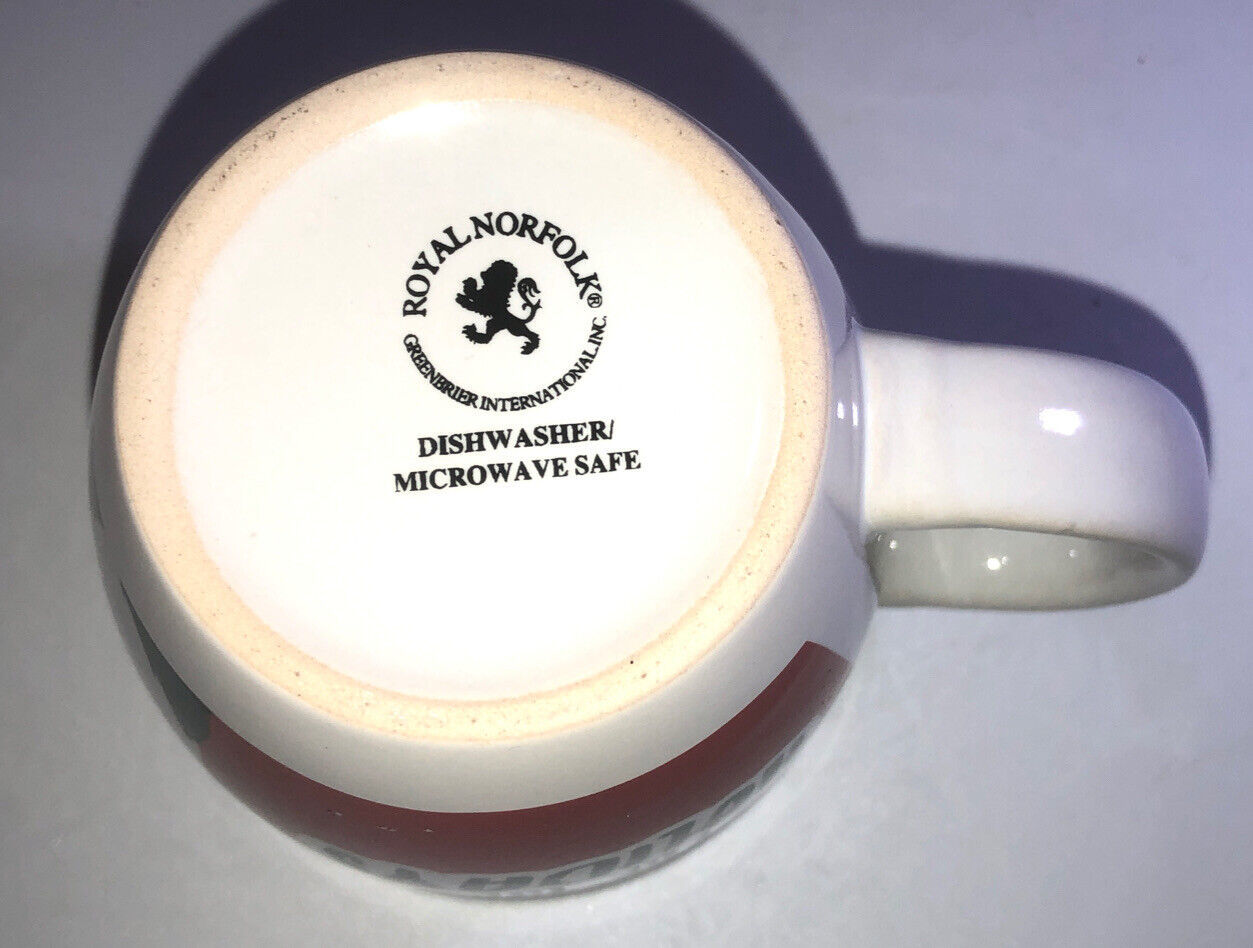 ROYAL NORFOLK®
GREENBRIER INTERNATIONAL INC.
DISHWASHER/
MICROWAVE SAFE